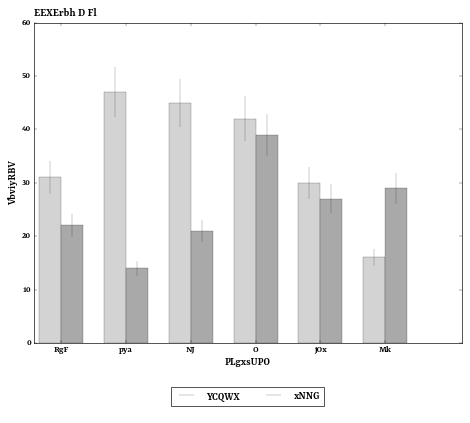 EEXErbh D Fl
60
50
40
30
20
10
0
VbviyRBV
RgF pya NJ O jOx Mk
PLgxsUPO
YCQWX xNNG